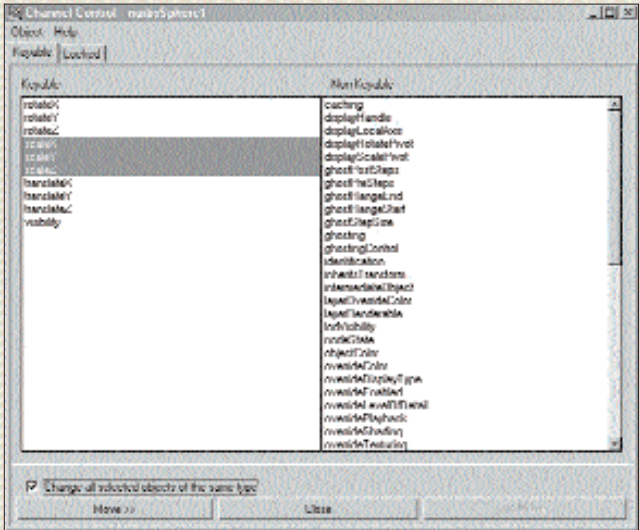 Channel Control - nurbsSphere1
Object Help
Keyable Locked
Keyable Non Keyable
rotateX
rotateY
rotateZ
scaleX
scaleY
scaleZ
translateX
translateY
translateZ
visibility
caching
displayHandle
displayLocalAxis
displayRotatePivot
displayScalePivot
ghostPostSteps
ghostPreSteps
ghostRangeEnd
ghostRangeStart
ghostStepSize
ghosting
ghostingControl
identification
inheritsTransform
intermediateObject
layerOverrideColor
layerRenderable
lodVisibility
nodeState
objectColor
overrideColor
overrideDisplayType
overrideEnabled
overrideLevelOfDetail
overridePlayback
overrideShading
overrideTexturing
Change all selected objects of the same type
Move >> Close